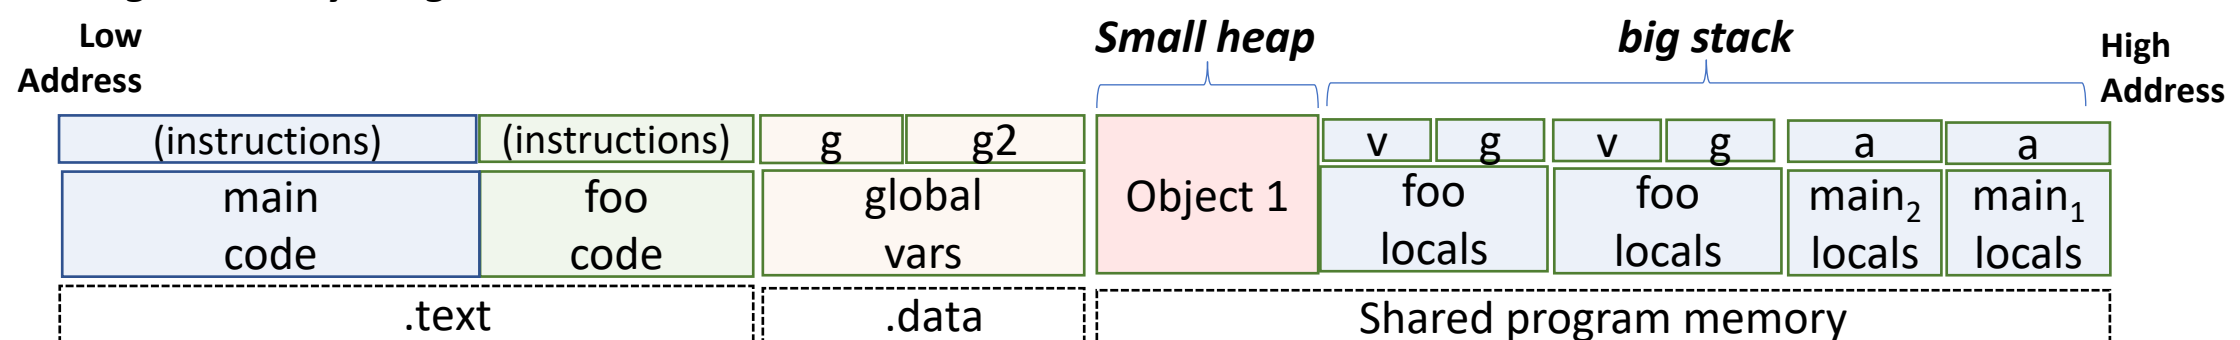 Low
Address
Small heap
big stack
High
Address
(instructions) (instructions) g g2 v g v g a a
main
code
foo
code
global
vars
Object 1
foo
locals
foo
locals
main2
locals
main1
locals
.text .data Shared program memory